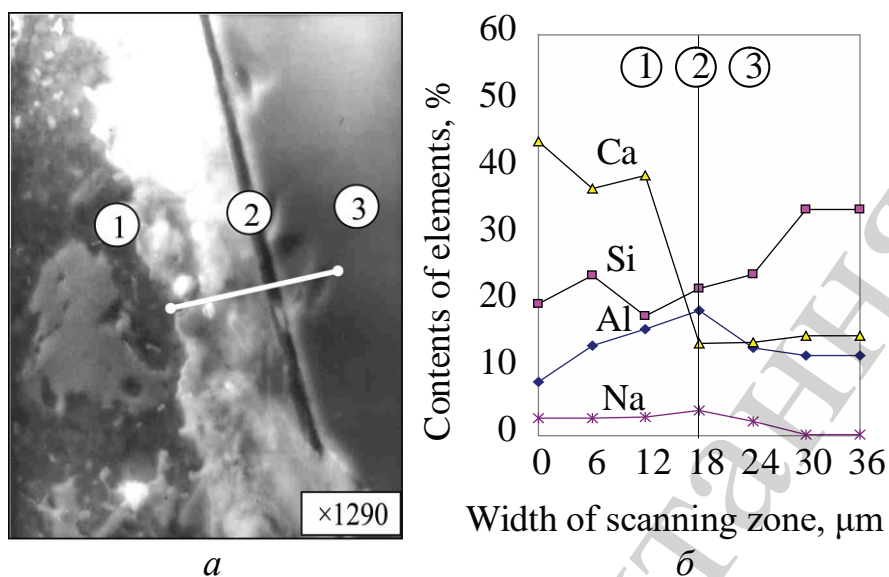 1
2
3
×1290
а
Contents of elements, %
60
50
40
30
20
10
0
1 2 3
Ca
Si
Al
Na
0 6 12 18 24 30 36
Width of scanning zone, μm
б